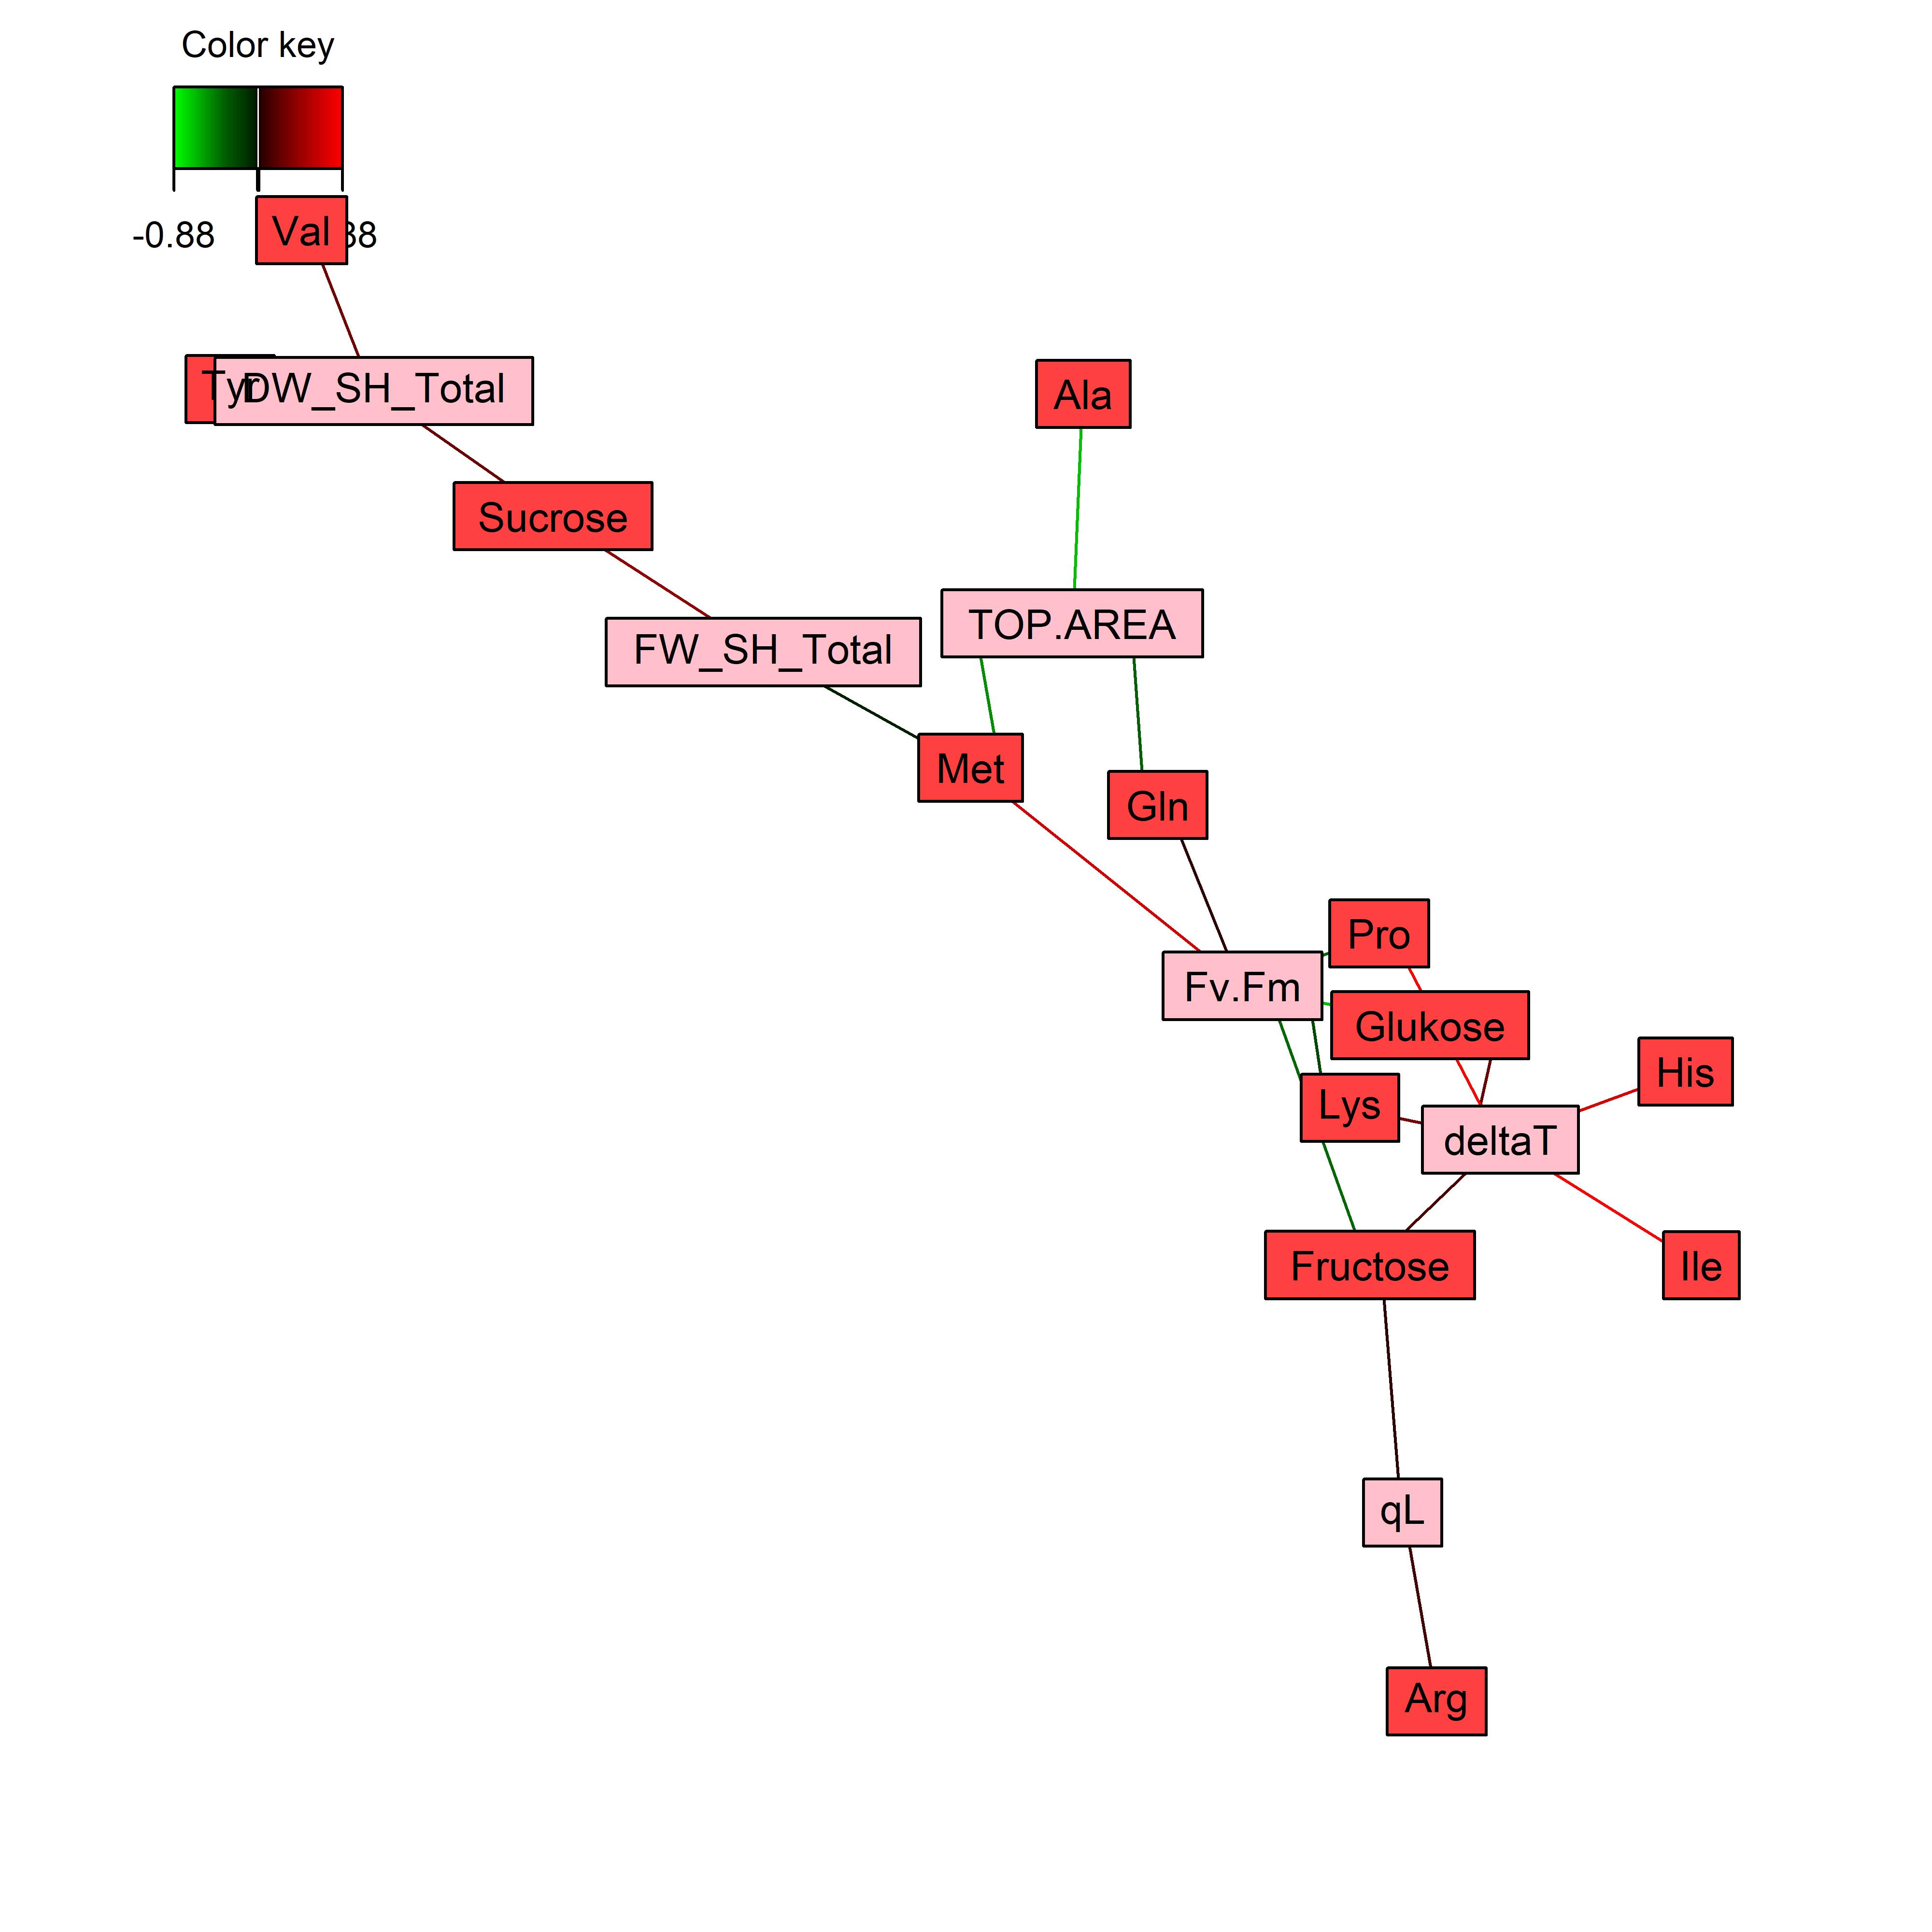 Color key
-0.88
Val
88
Tyr
DW_SH_Total
Ala
Sucrose
TOP.AREA
FW_SH_Total
Met
Gln
Pro
Fv.Fm
Glukose
His
Lys
deltaT
Fructose
Ile
qL
Arg